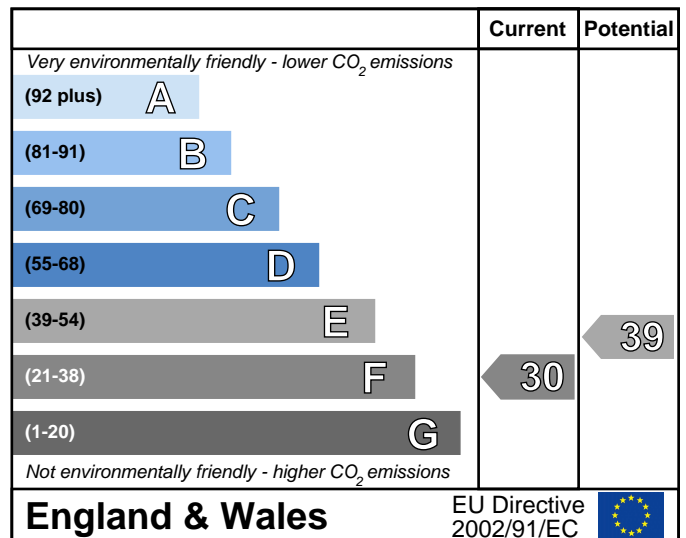 Current Potential
Very environmentally friendly - lower CO2 emissions
(92 plus) A
(81-91) B
(69-80) C
(55-68) D
(39-54) E
39
(21-38) F
30
(1-20) G
Not environmentally friendly - higher CO2 emissions
England & Wales
EU Directive
2002/91/EC